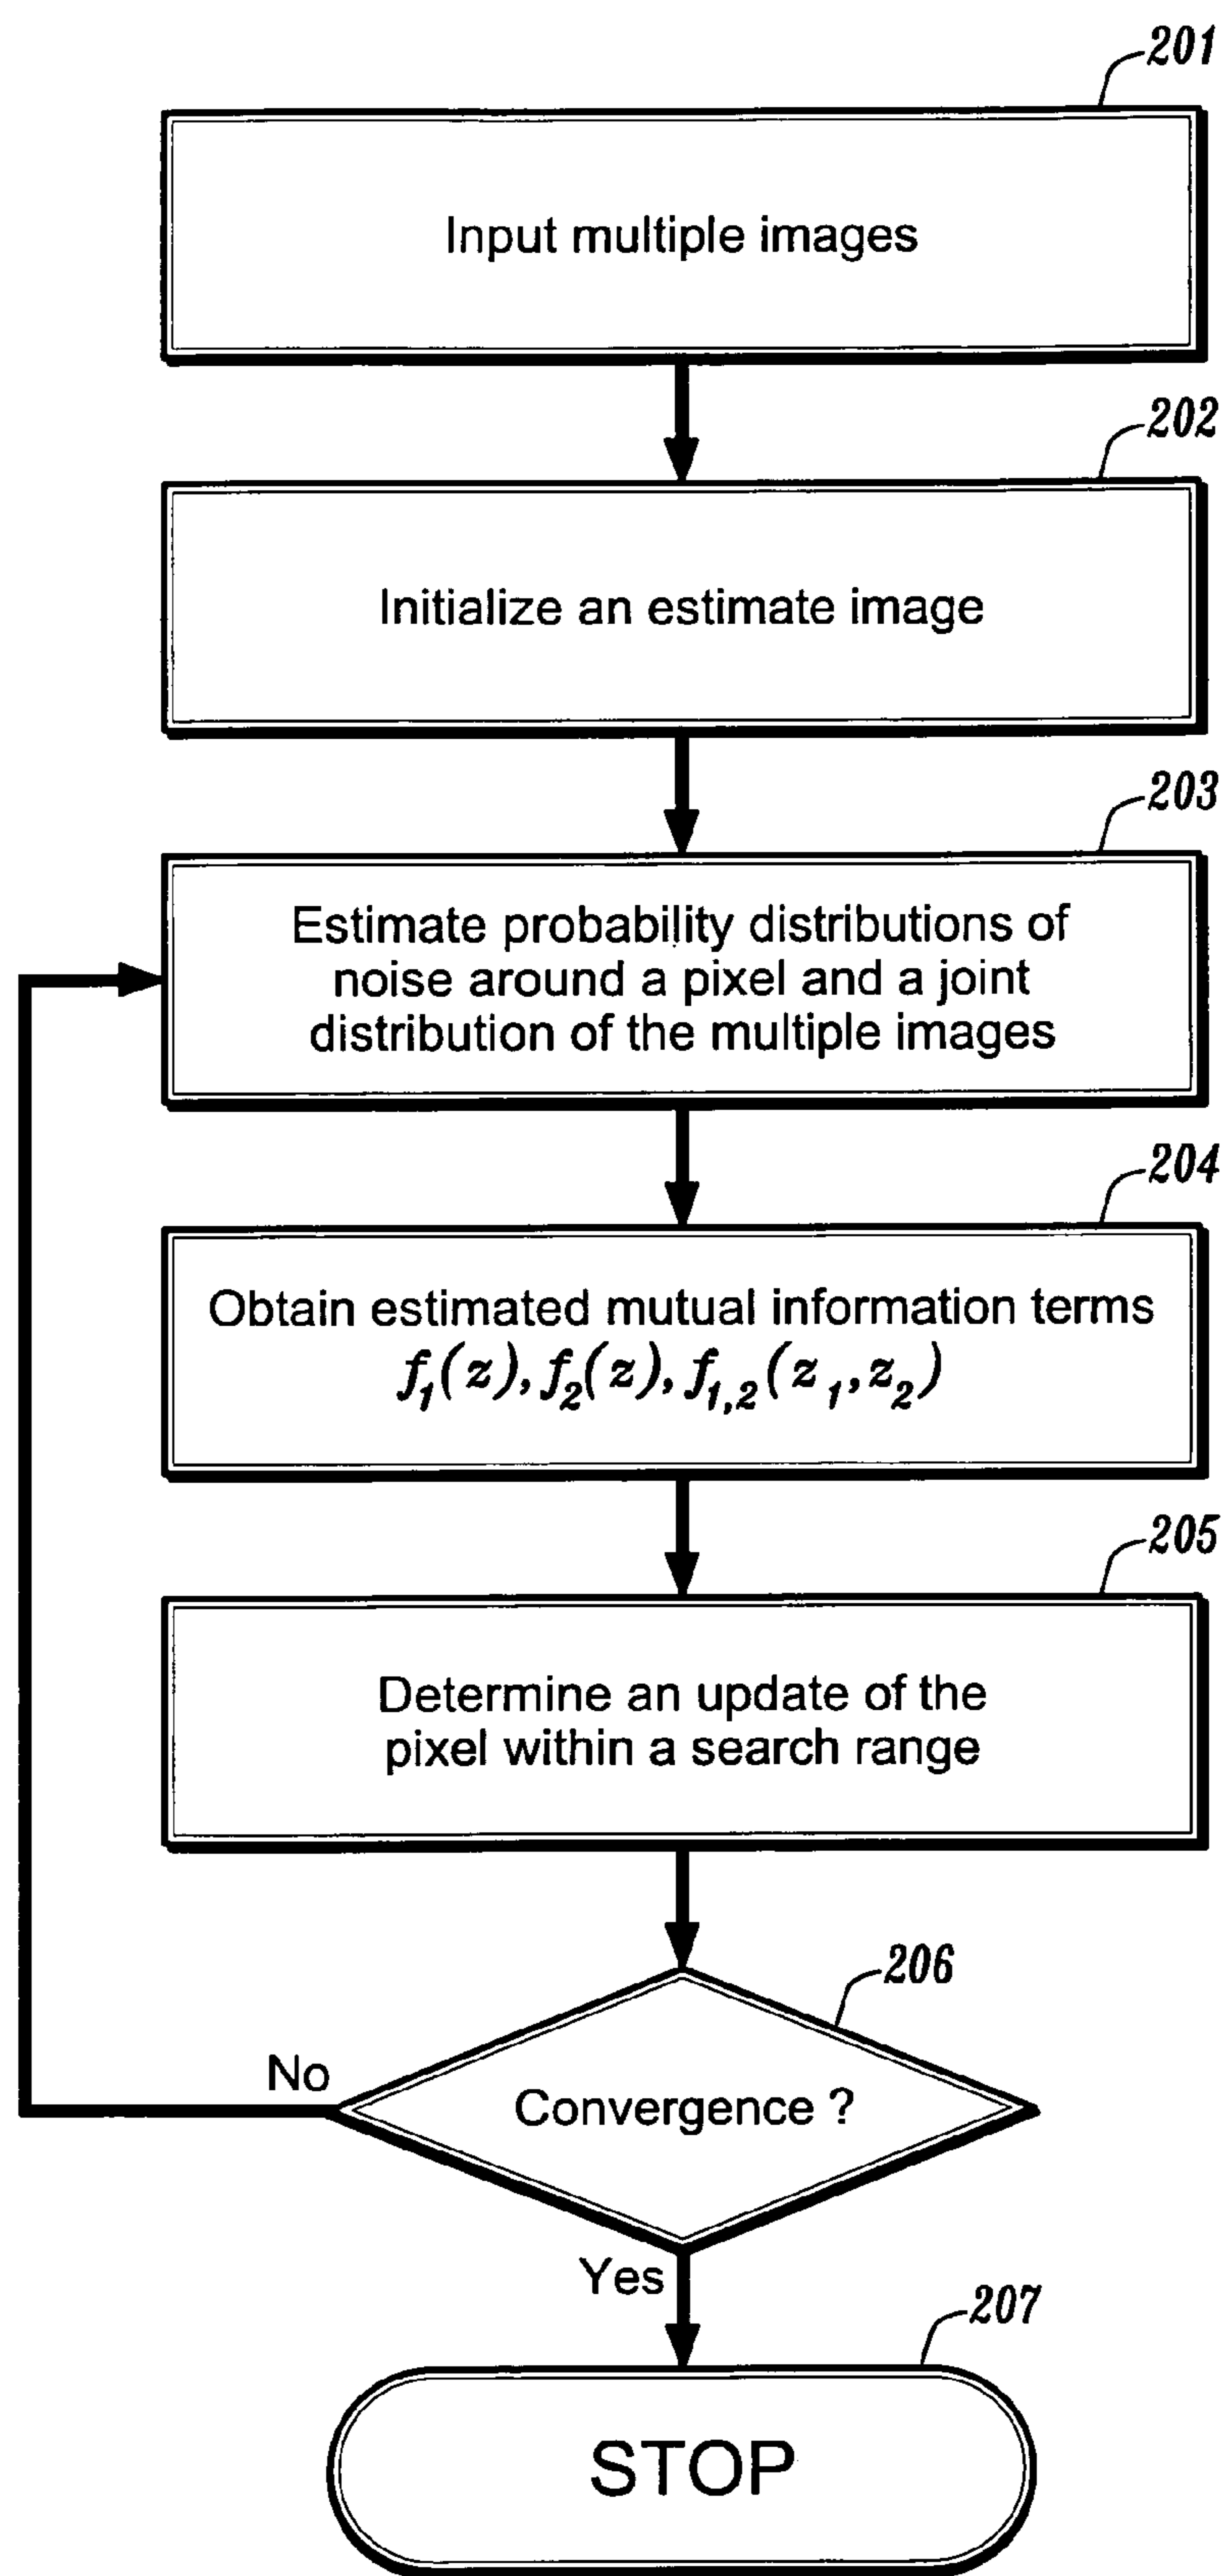 201
Input multiple images
202
Initialize an estimate image
203
Estimate probability distributions of
noise around a pixel and a joint
distribution of the multiple images
204
Obtain estimated mutual information terms
f₁(z), f₂(z), f₁,₂(z₁, z₂)
205
Determine an update of the
pixel within a search range
206
No
Convergence ?
Yes
207
STOP